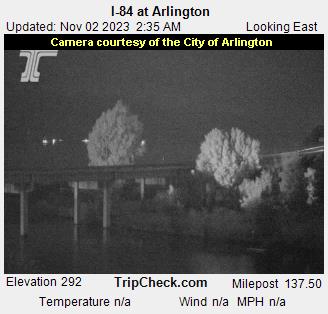 I-84 at Arlington
Updated: Nov 02 2023 2:35 AM Looking East
Camera courtesy of the City of Arlington
Elevation 292 TripCheck.com Milepost 137.50
Temperature n/a Wind n/a MPH n/a